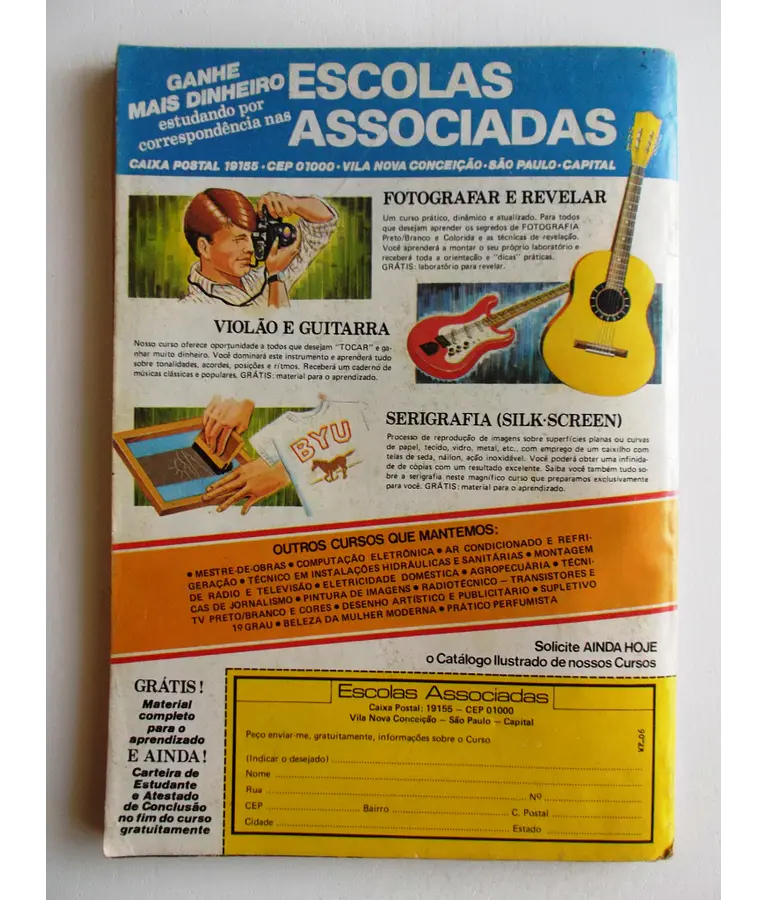 GANHE
MAIS DINHEIRO
estudando por
correspondência nas
ESCOLAS
ASSOCIADAS
CAIXA POSTAL 19155 • CEP 01000 • VILA NOVA CONCEIÇÃO • SÃO PAULO • CAPITAL
FOTOGRAFAR E REVELAR
Um curso prático, dinâmico e atualizado. Para todos
que desejam aprender os segredos de FOTOGRAFIA
Preto/Branco e Colorida e as técnicas de revelação.
Você aprenderá a montar o seu próprio laboratório e
receberá toda a orientação e "dicas" práticas.
GRÁTIS: laboratório para revelar.
VIOLÃO E GUITARRA
Nosso curso oferece oportunidade a todos que desejam "TOCAR" e ga-
nhar muito dinheiro. Você dominará este instrumento e aprenderá tudo
sobre tonalidades, acordes, posições e ritmos. Receberá um caderno de
músicas clássicas e populares. GRÁTIS: material para o aprendizado.
BYU
SERIGRAFIA (SILK-SCREEN)
Processo de reprodução de imagens sobre superfícies planas ou curvas
de papel, tecido, vidro, metal, etc., com emprego de um caixilho com
telas de seda, náilon, ação inoxidável. Você poderá obter uma infinida-
de de cópias com um resultado excelente. Saiba você também tudo so-
bre a serigrafia neste magnífico curso que preparamos exclusivamente
para você. GRÁTIS: material para o aprendizado.
OUTROS CURSOS QUE MANTEMOS:
• MESTRE-DE-OBRAS • COMPUTAÇÃO ELETRÔNICA • AR CONDICIONADO E REFRI-
GERAÇÃO • TÉCNICO EM INSTALAÇÕES HIDRÁULICAS E SANITÁRIAS • MONTAGEM
DE RÁDIO E TELEVISÃO • ELETRICIDADE DOMÉSTICA • AGROPECUÁRIA • TÉCNI-
CAS DE JORNALISMO • PINTURA DE IMAGENS • RADIOTÉCNICO — TRANSISTORES E
TV PRETO/BRANCO E CORES • DESENHO ARTÍSTICO E PUBLICITÁRIO • SUPLETIVO
1º GRAU • BELEZA DA MULHER MODERNA • PRÁTICO PERFUMISTA
Solicite AINDA HOJE
o Catálogo Ilustrado de nossos Cursos
GRÁTIS!
Material
completo
para o
aprendizado
E AINDA!
Carteira de
Estudante
e Atestado
de Conclusão
no fim do curso
gratuitamente
Escolas Associadas
Caixa Postal: 19155 — CEP 01000
Vila Nova Conceição — São Paulo — Capital
Peço enviar-me, gratuitamente, informações sobre o Curso
(Indicar o desejado)
Nome
Rua Nº
CEP Bairro C. Postal
Cidade Estado